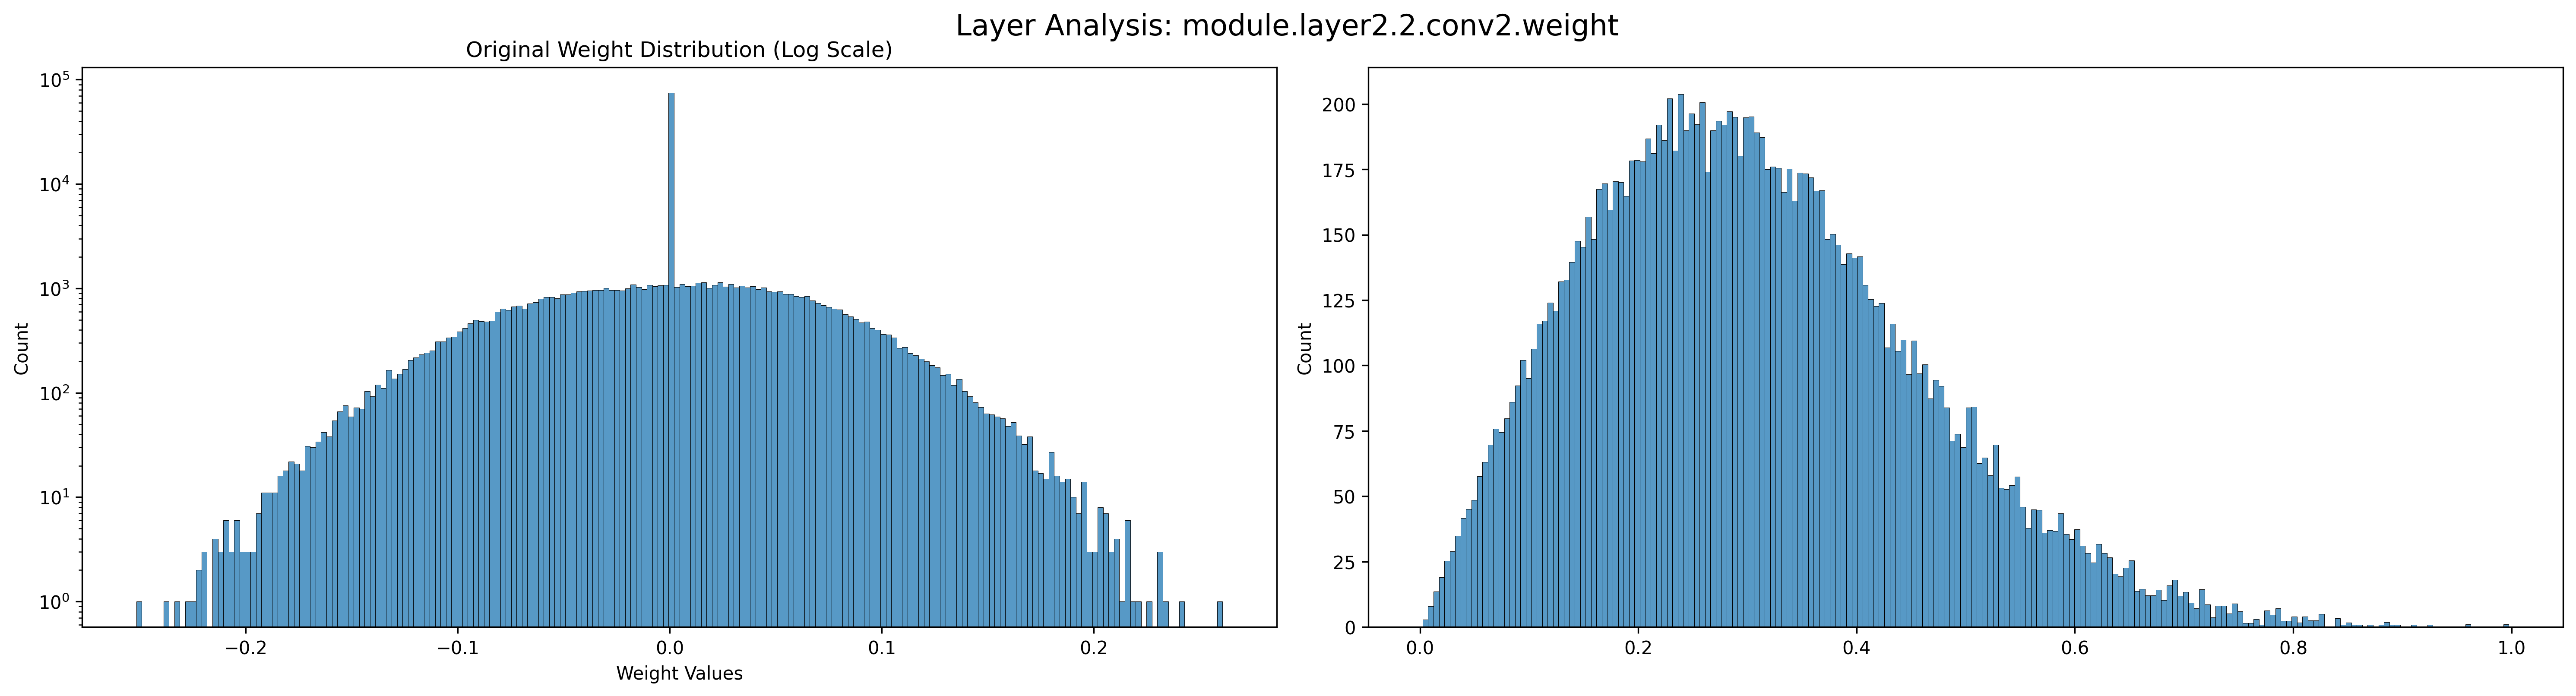 Layer Analysis: module.layer2.2.conv2.weight
Original Weight Distribution (Log Scale)
Count
10^5
10^4
10^3
10^2
10^1
10^0
−0.2 −0.1 0.0 0.1 0.2
Weight Values
Count
200
175
150
125
100
75
50
25
0
0.0 0.2 0.4 0.6 0.8 1.0